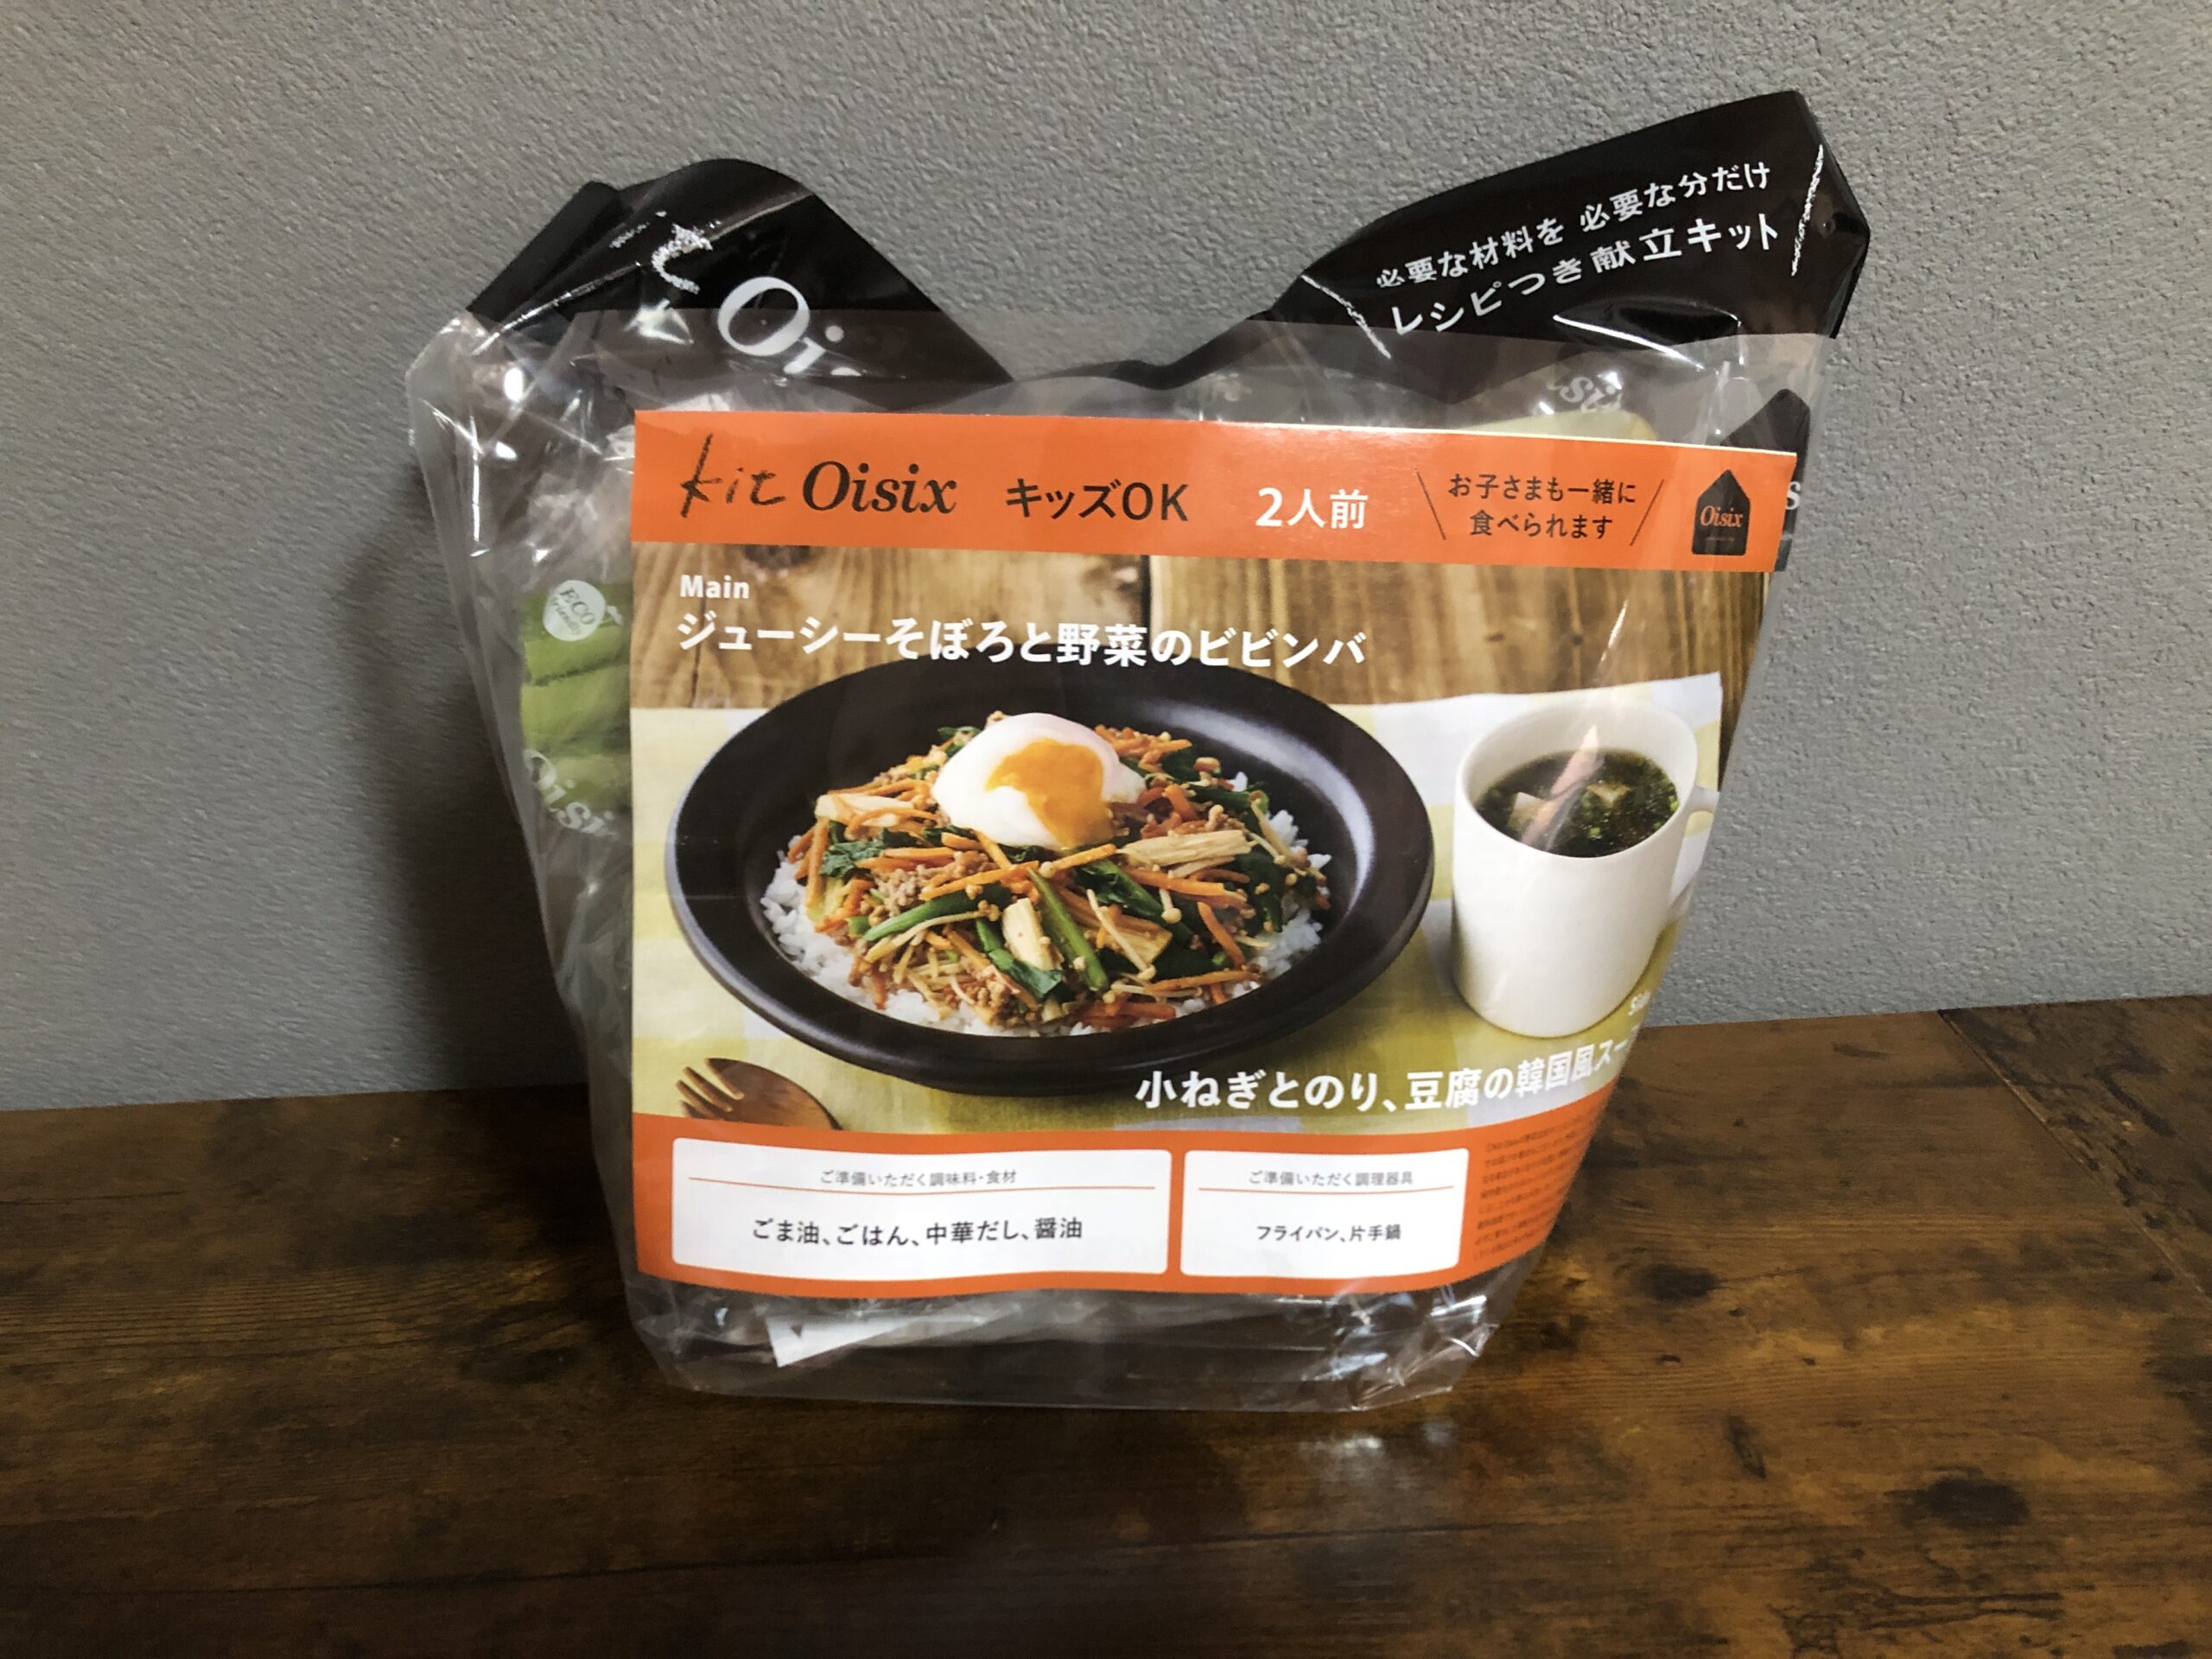 Oi
必要な材料を 必要な分だけ
レシピつき献立キット
kit Oisix キッズOK 2人前 お子さまも一緒に
食べられます
Oisix
ECO
friendly
Oisi
Main
ジューシーそぼろと野菜のビビンバ
小ねぎとのり、豆腐の韓国風スー
ご準備いただく調味料・食材
ごま油、ごはん、中華だし、醤油
ご準備いただく調理器具
フライパン、片手鍋